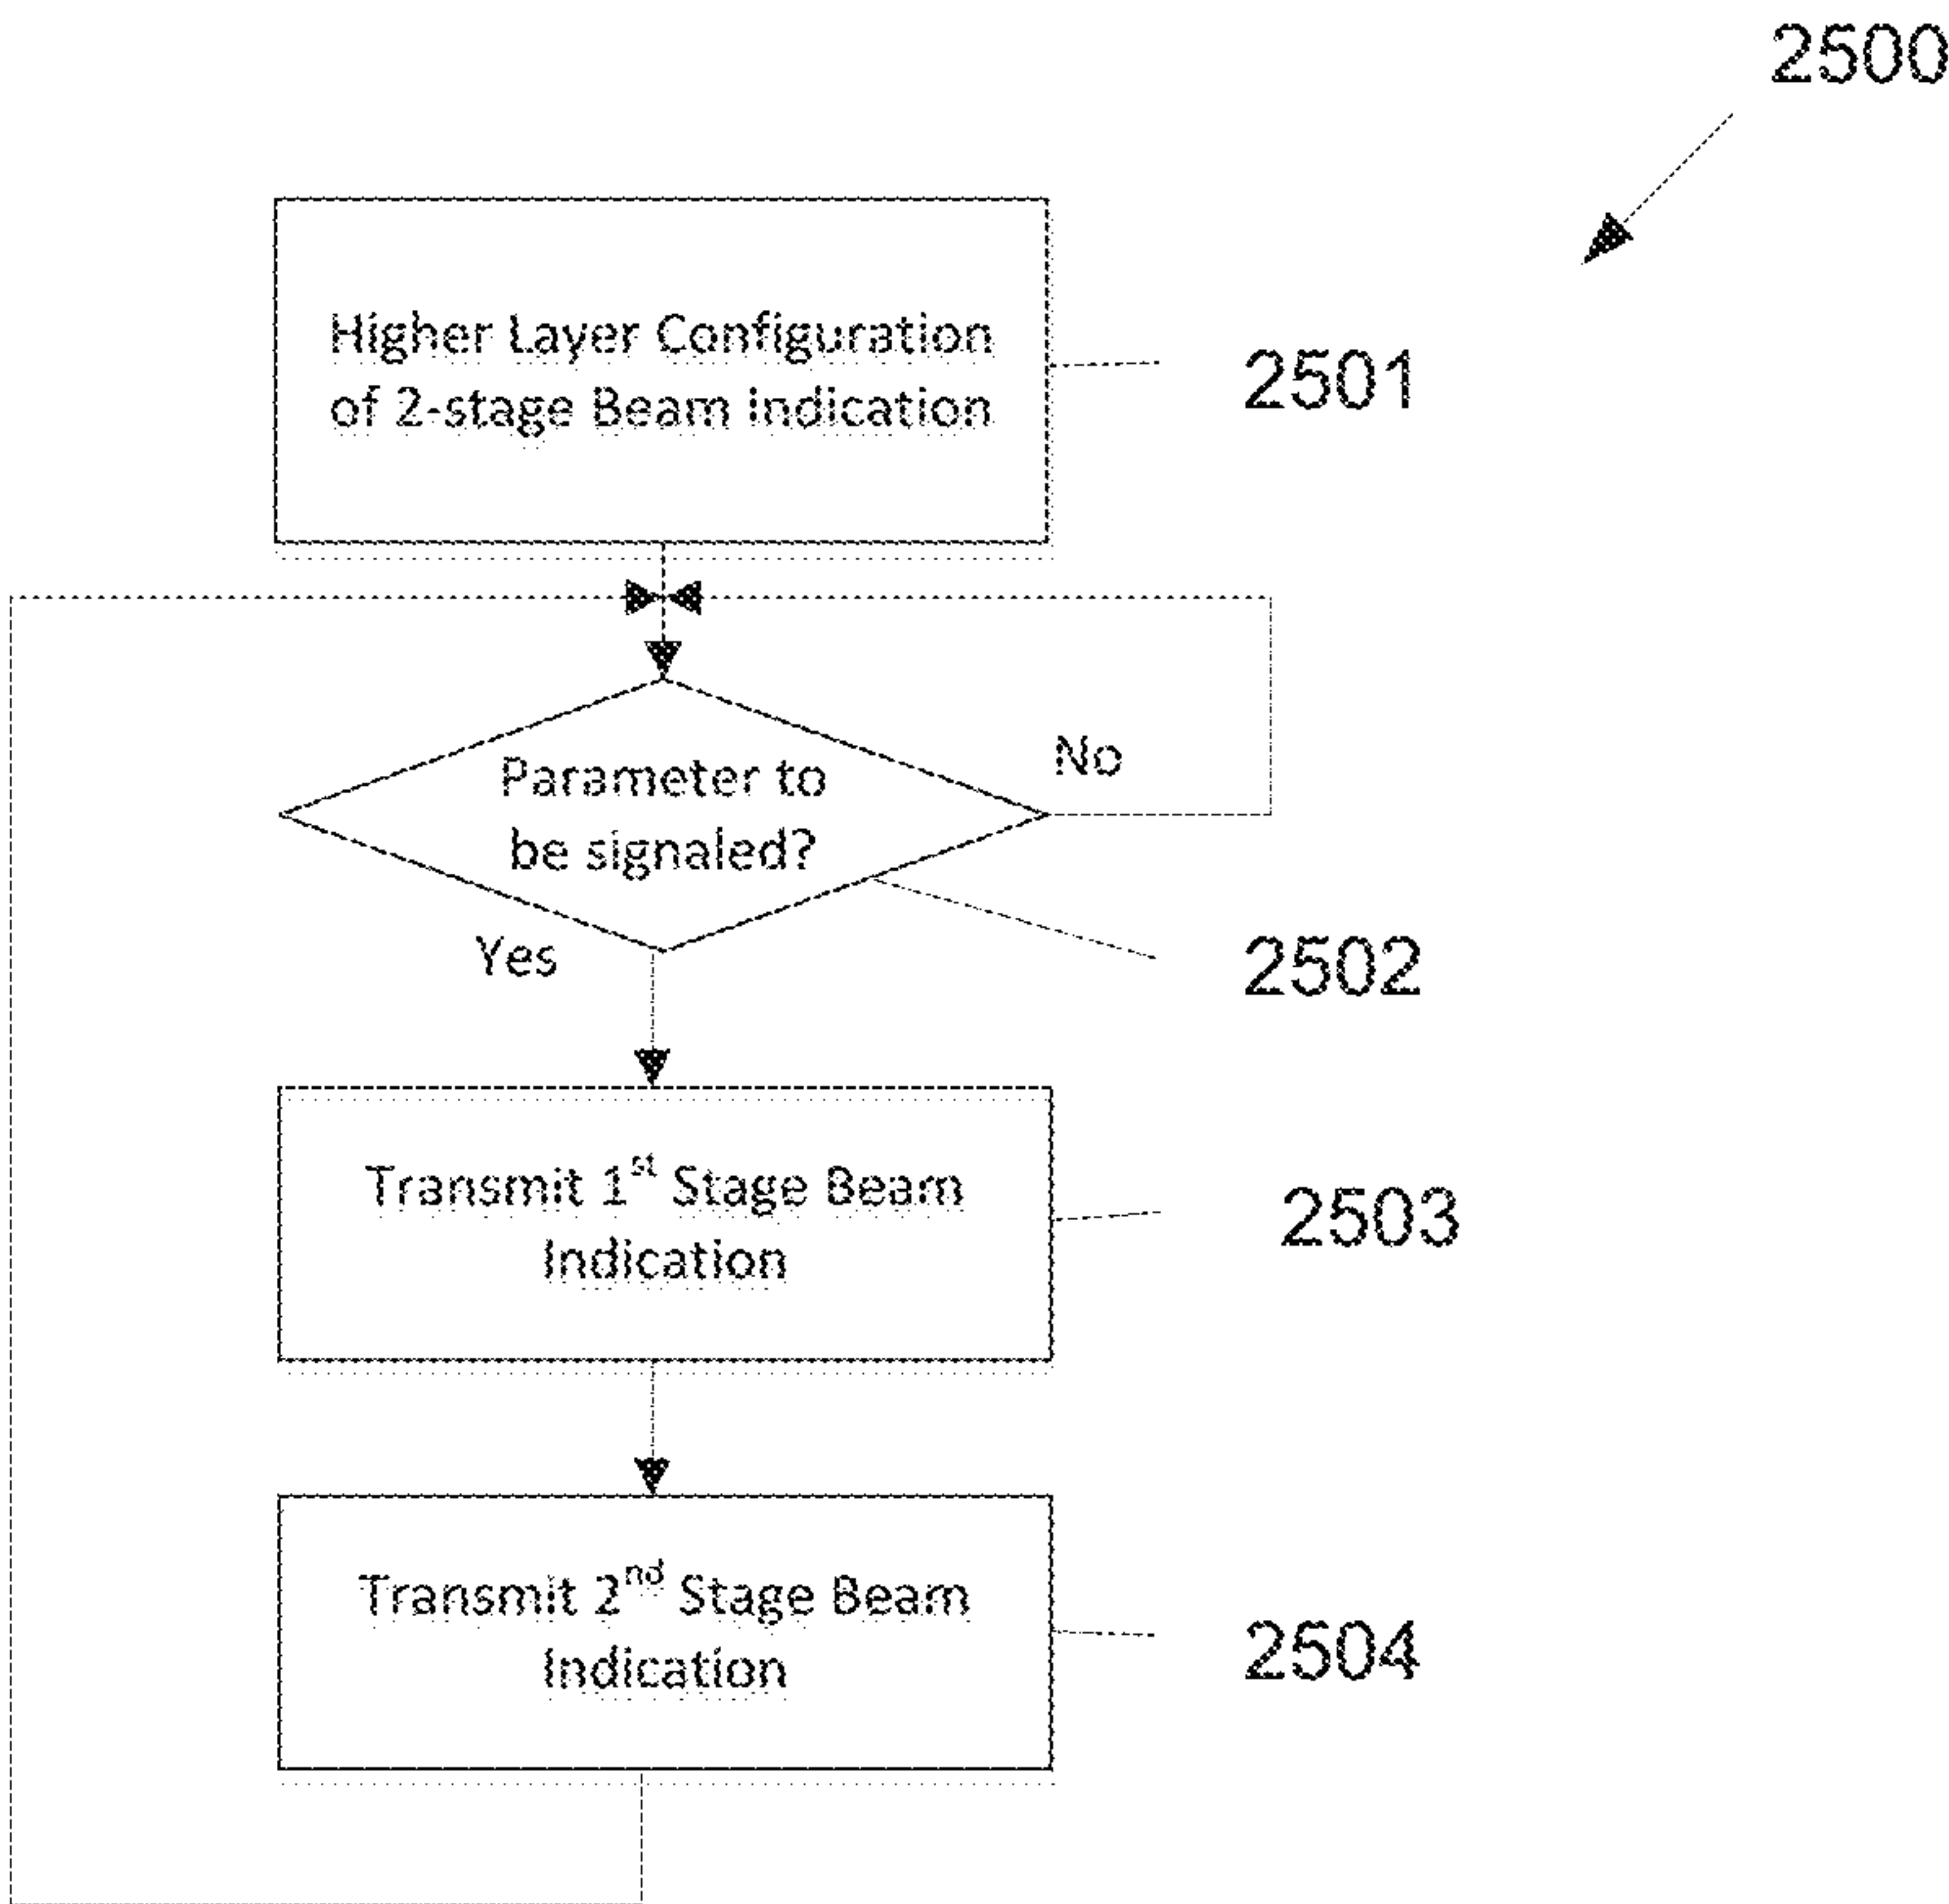 2500
Higher Layer Configuration
of 2-stage Beam indication
2501
Parameter to
be signaled?
No
Yes
2502
Transmit 1st Stage Beam
Indication
2503
Transmit 2nd Stage Beam
Indication
2504